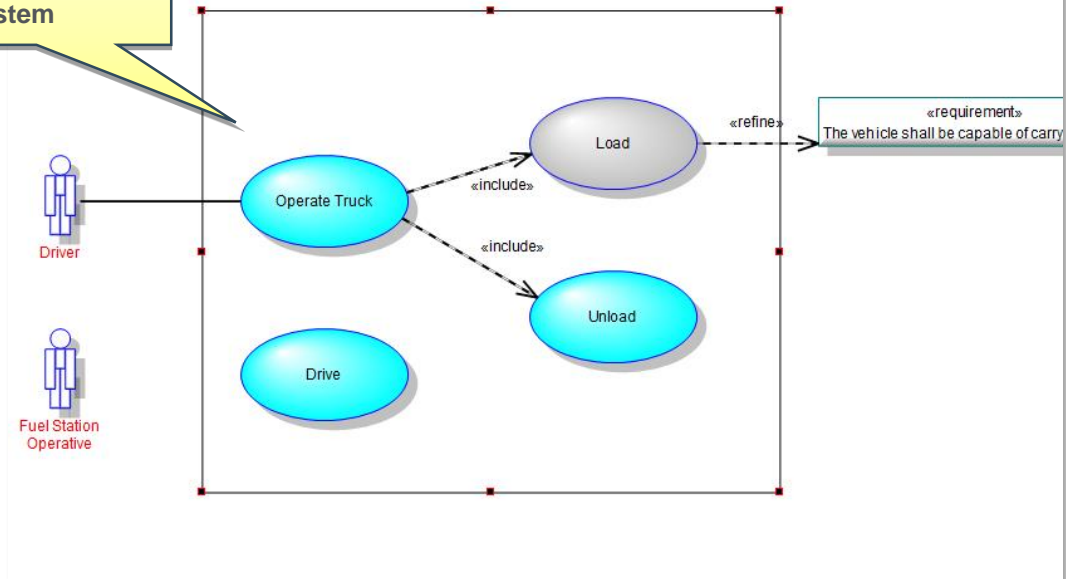 stem
Load
«refine»
«requirement»
The vehicle shall be capable of carry
Operate Truck
«include»
Driver
«include»
Unload
Drive
Fuel Station
Operative